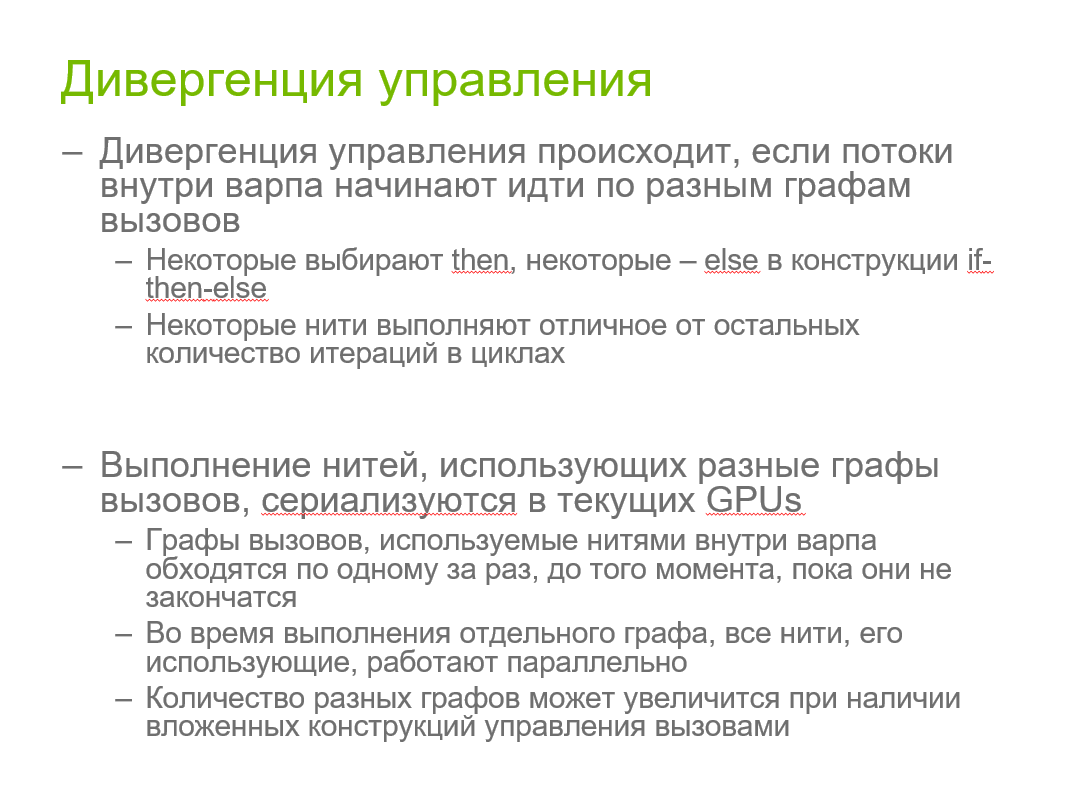 Дивергенция управления
– Дивергенция управления происходит, если потоки
внутри варпа начинают идти по разным графам
вызовов
– Некоторые выбирают then, некоторые – else в конструкции if-
then-else
– Некоторые нити выполняют отличное от остальных
количество итераций в циклах
– Выполнение нитей, использующих разные графы
вызовов, сериализуются в текущих GPUs
– Графы вызовов, используемые нитями внутри варпа
обходятся по одному за раз, до того момента, пока они не
закончатся
– Во время выполнения отдельного графа, все нити, его
использующие, работают параллельно
– Количество разных графов может увеличится при наличии
вложенных конструкций управления вызовами